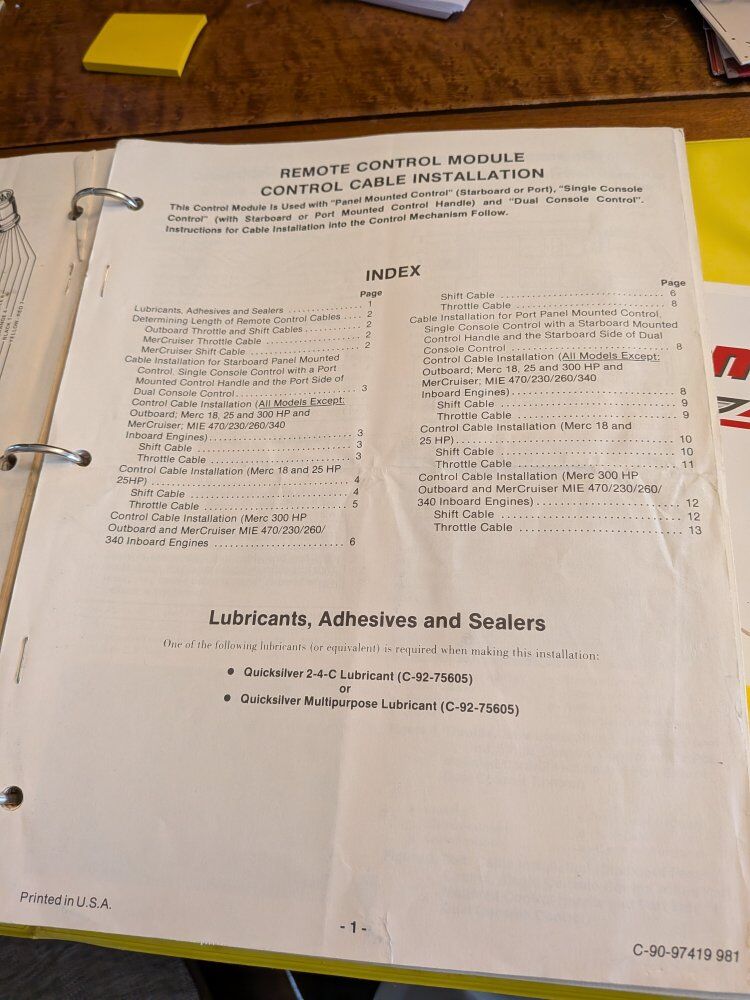 REMOTE CONTROL MODULE
CONTROL CABLE INSTALLATION
This Control Module Is Used with "Panel Mounted Control" (Starboard or Port), "Single Console
Control" (with Starboard or Port Mounted Control Handle) and "Dual Console Control".
Instructions for Cable Installation into the Control Mechanism Follow.
INDEX
Page
Lubricants, Adhesives and Sealers .............. 1
Determining Length of Remote Control Cables .... 2
Outboard Throttle and Shift Cables ........... 2
MerCruiser Throttle Cable .................... 2
MerCruiser Shift Cable ....................... 2
Cable Installation for Starboard Panel Mounted
Control, Single Console Control with a Port
Mounted Control Handle and the Port Side of
Dual Console Control ......................... 3
Control Cable Installation (All Models Except:
Outboard; Merc 18, 25 and 300 HP and
MerCruiser; MIE 470/230/260/340
Inboard Engines) ............................. 3
Shift Cable .................................. 3
Throttle Cable ............................... 3
Control Cable Installation (Merc 18 and 25 HP
25HP) ........................................ 4
Shift Cable .................................. 4
Throttle Cable ............................... 5
Control Cable Installation (Merc 300 HP
Outboard and MerCruiser MIE 470/230/260/
340 Inboard Engines ...................... 6
Page
Shift Cable .............................. 6
Throttle Cable ........................... 8
Cable Installation for Port Panel Mounted Control,
Single Console Control with a Starboard Mounted
Control Handle and the Starboard Side of Dual
Console Control .......................... 8
Control Cable Installation (All Models Except:
Outboard; Merc 18, 25 and 300 HP and
MerCruiser; MIE 470/230/260/340
Inboard Engines) ............................. 8
Shift Cable .............................. 9
Throttle Cable ........................... 9
Control Cable Installation (Merc 18 and
25 HP) ....................................... 10
Shift Cable .............................. 10
Throttle Cable ........................... 11
Control Cable Installation (Merc 300 HP
Outboard and MerCruiser MIE 470/230/260/
340 Inboard Engines) ......................... 12
Shift Cable .............................. 12
Throttle Cable ........................... 13
Lubricants, Adhesives and Sealers
One of the following lubricants (or equivalent) is required when making this installation:
● Quicksilver 2-4-C Lubricant (C-92-75605)
or
● Quicksilver Multipurpose Lubricant (C-92-75605)
Printed in U.S.A.
- 1 -
C-90-97419 981